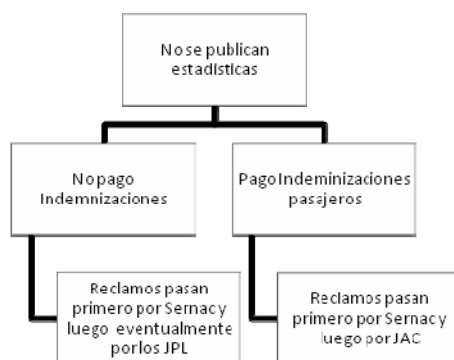 No se publican
estadísticas
No pago
Indemnizaciones
Pago Indeminizaciones
pasajeros
Reclamos pasan
primero por Sernac y
luego eventualmente
por los JPL
Reclamos pasan
primero por Sernac y
luego por JAC